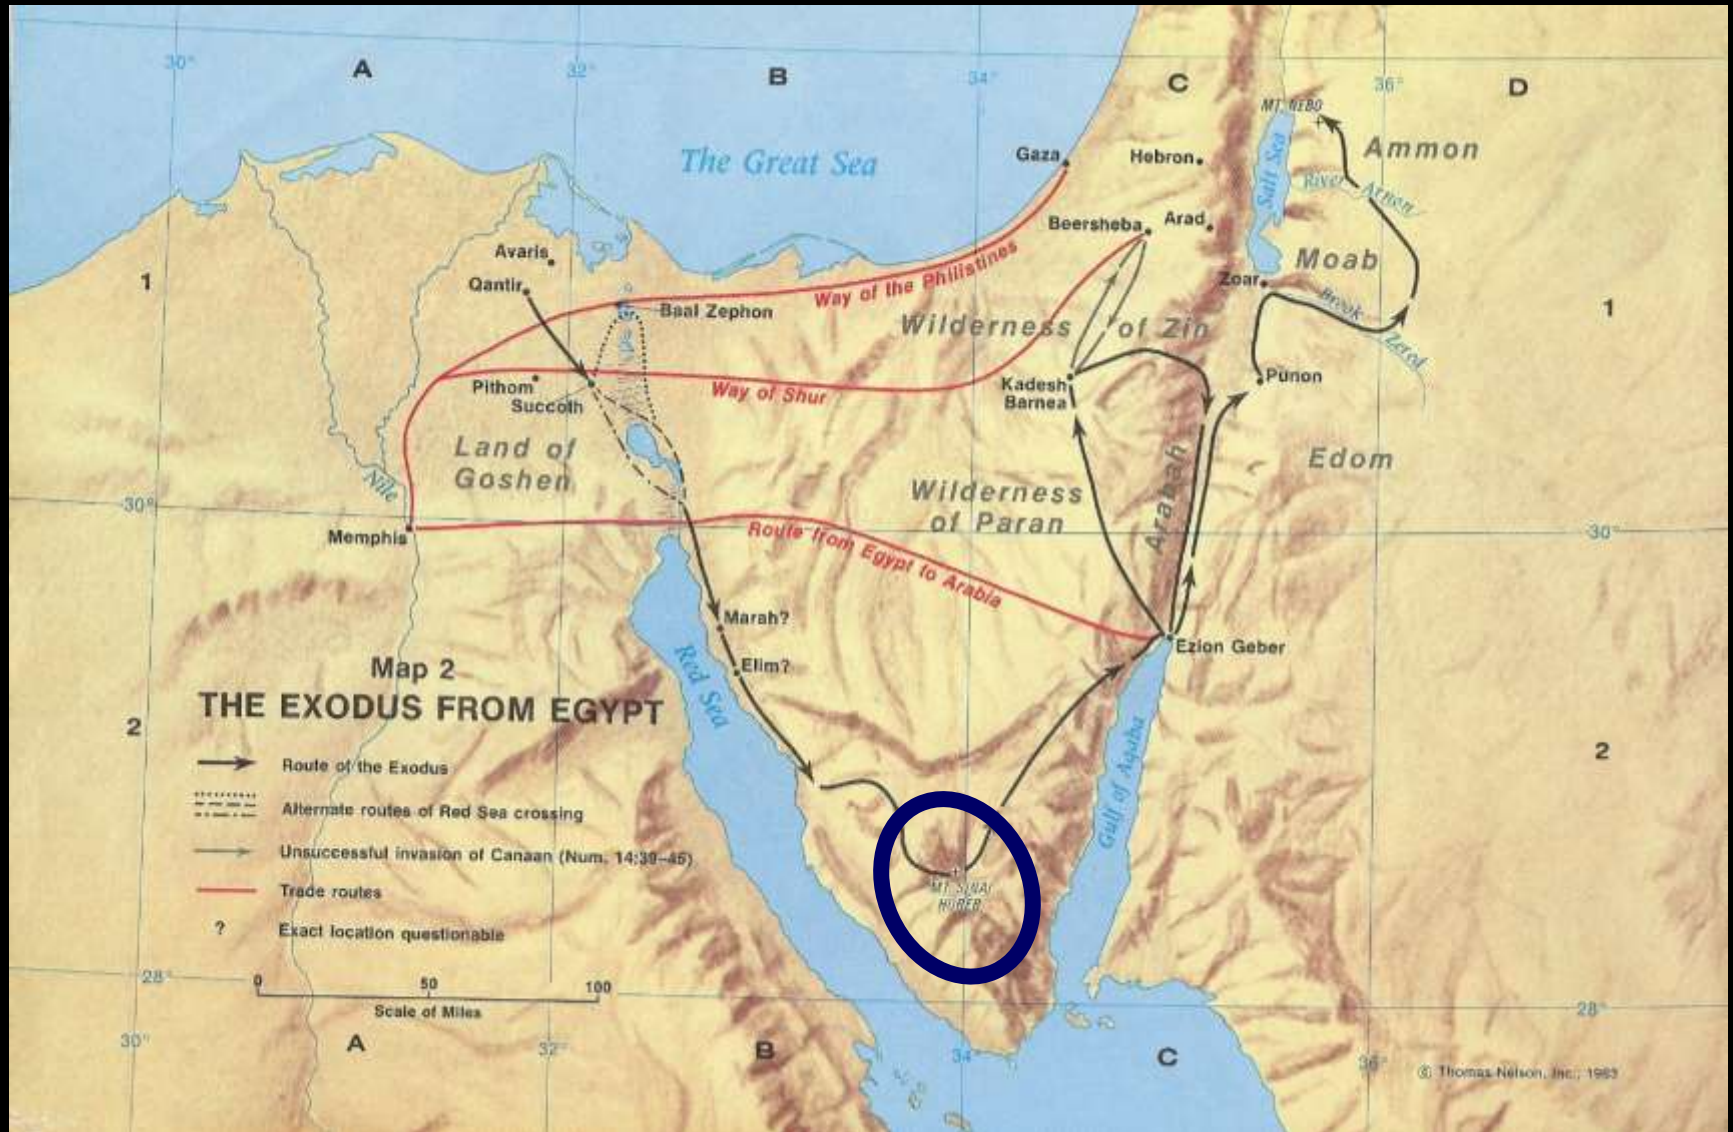 30°
A
32°
B
34°
C
36°
D
MT. NEBO
Ammon
The Great Sea
Gaza
Hebron
Salt Sea
River Arnon
Beersheba
Arad
Avaris
Moab
1
Qantir
Zoar
Way of the Philistines
Baal Zephon
Brook Zered
1
Wilderness of Zin
Pithom
Way of Shur
Kadesh
Barnea
Punon
Succoth
Land of
Goshen
Edom
Nile
Wilderness
of Paran
Arabah
30°
30°
Memphis
Route from Egypt to Arabia
Marah?
Ezion Geber
Elim?
Red Sea
Map 2
THE EXODUS FROM EGYPT
2
Gulf of Aqaba
2
Route of the Exodus
Alternate routes of Red Sea crossing
Unsuccessful invasion of Canaan (Num. 14:39–45)
MT. SINAI
HOREB
Trade routes
? Exact location questionable
28°
0 50 100
Scale of Miles
28°
30°
A
32°
B
34°
C
36°
© Thomas Nelson, Inc., 1983